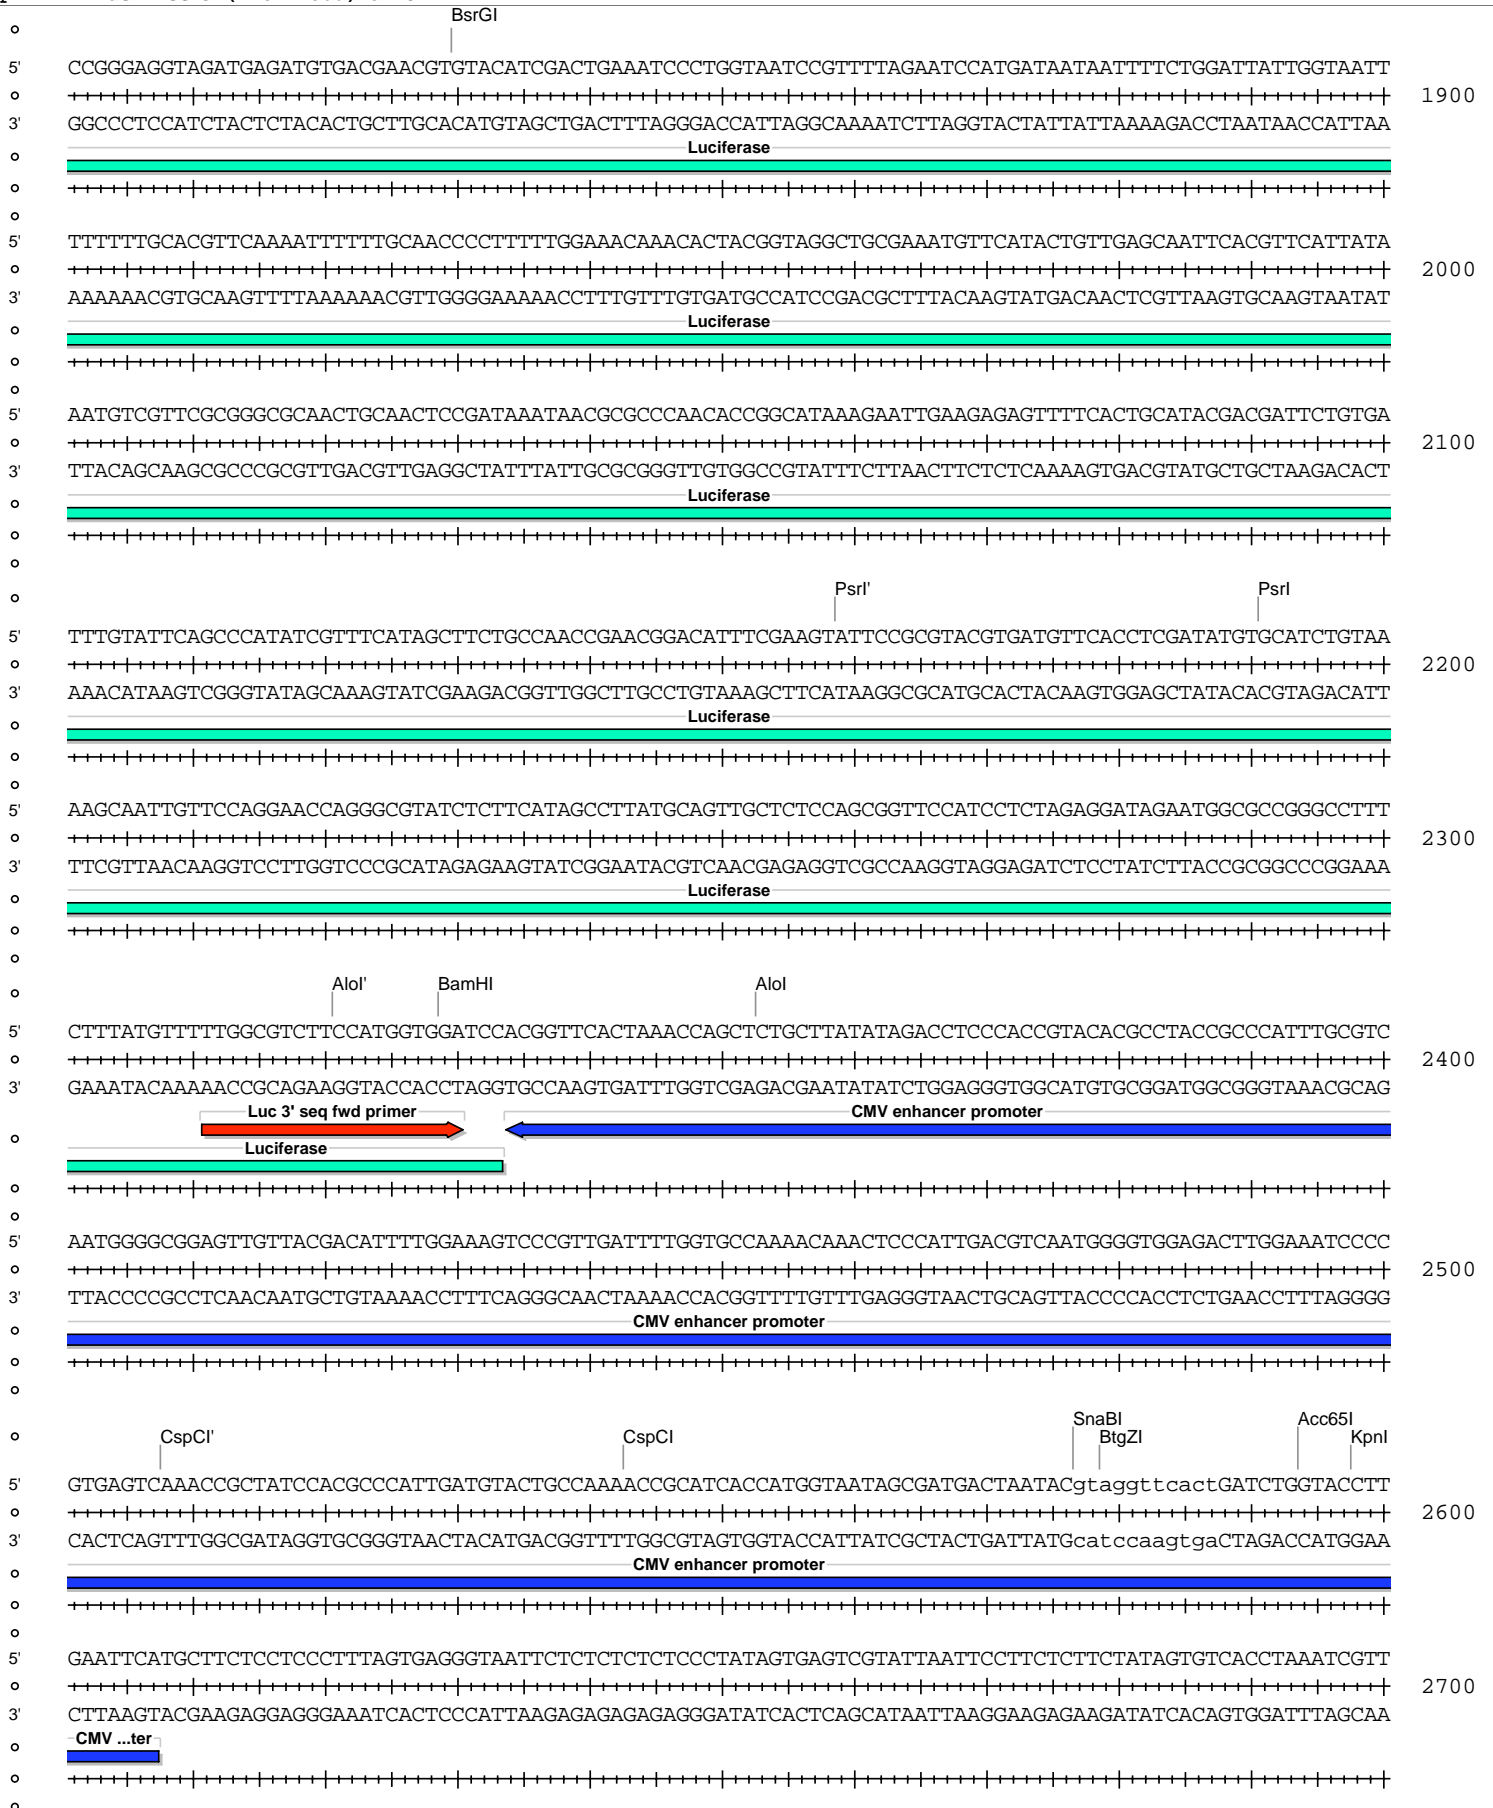 BsrGI
5' CCGGGAGGTAGATGAGATGTGACGAACGTGTACATCGACTGAAATCCCTGGTAATCCGTTTTAGAATCCATGATAATAATTTTCTGGATTATTGGTAATT
1900
3' GGCCCTCCATCTACTCTACACTGCTTGCACATGTAGCTGACTTTAGGGACCATTAGGCAAAATCTTAGGTACTATTATTAAAAGACCTAATAACCATTAA
Luciferase
5' TTTTTTGCACGTTCAAAATTTTTTGCAACCCCTTTTTGGAAACAAACACTACGGTAGGCTGCGAAATGTTCATACTGTTGAGCAATTCACGTTCATTATA
2000
3' AAAAAACGTGCAAGTTTTAAAAAACGTTGGGGAAAAACCTTTGTTTGTGATGCCATCCGACGCTTTACAAGTATGACAACTCGTTAAGTGCAAGTAATAT
Luciferase
5' AATGTCGTTCGCGGGCGCAACTGCAACTCCGATAAATAACGCGCCCAACACCGGCATAAAGAATTGAAGAGAGTTTTCACTGCATACGACGATTCTGTGA
2100
3' TTACAGCAAGCGCCCGCGTTGACGTTGAGGCTATTTATTGCGCGGGTTGTGGCCGTATTTCTTAACTTCTCTCAAAAGTGACGTATGCTGCTAAGACACT
Luciferase
PsrI' PsrI
5' TTTGTATTCAGCCCATATCGTTTCATAGCTTCTGCCAACCGAACGGACATTTCGAAGTATTCCGCGTACGTGATGTTCACCTCGATATGTGCATCTGTAA
2200
3' AAACATAAGTCGGGTATAGCAAAGTATCGAAGACGGTTGGCTTGCCTGTAAAGCTTCATAAGGCGCATGCACTACAAGTGGAGCTATACACGTAGACATT
Luciferase
5' AAGCAATTGTTCCAGGAACCAGGGCGTATCTCTTCATAGCCTTATGCAGTTGCTCTCCAGCGGTTCCATCCTCTAGAGGATAGAATGGCGCCGGGCCTTT
2300
3' TTCGTTAACAAGGTCCTTGGTCCCGCATAGAGAAGTATCGGAATACGTCAACGAGAGGTCGCCAAGGTAGGAGATCTCCTATCTTACCGCGGCCCGGAAA
Luciferase
AloI' BamHI AloI
5' CTTTATGTTTTTGGCGTCTTCCATGGTGGATCCACGGTTCACTAAACCAGCTCTGCTTATATAGACCTCCCACCGTACACGCCTACCGCCCATTTGCGTC
2400
3' GAAATACAAAAACCGCAGAAGGTACCACCTAGGTGCCAAGTGATTTGGTCGAGACGAATATATCTGGAGGGTGGCATGTGCGGATGGCGGGTAAACGCAG
Luc 3' seq fwd primer CMV enhancer promoter
Luciferase
5' AATGGGGCGGAGTTGTTACGACATTTTGGAAAGTCCCGTTGATTTTGGTGCCAAAACAAACTCCCATTGACGTCAATGGGGTGGAGACTTGGAAATCCCC
2500
3' TTACCCCGCCTCAACAATGCTGTAAAACCTTTCAGGGCAACTAAAACCACGGTTTTGTTTGAGGGTAACTGCAGTTACCCCACCTCTGAACCTTTAGGGG
CMV enhancer promoter
SnaBI Acc65I
CspCI' CspCI BtgZI KpnI
5' GTGAGTCAAACCGCTATCCACGCCCATTGATGTACTGCCAAAACCGCATCACCATGGTAATAGCGATGACTAATACgtaggttcactGATCTGGTACCTT
2600
3' CACTCAGTTTGGCGATAGGTGCGGGTAACTACATGACGGTTTTGGCGTAGTGGTACCATTATCGCTACTGATTATGcatccaagtgaCTAGACCATGGAA
CMV enhancer promoter
5' GAATTCATGCTTCTCCTCCCTTTAGTGAGGGTAATTCTCTCTCTCTCCCTATAGTGAGTCGTATTAATTCCTTCTCTTCTATAGTGTCACCTAAATCGTT
2700
3' CTTAAGTACGAAGAGGAGGGAAATCACTCCCATTAAGAGAGAGAGAGGGATATCACTCAGCATAATTAAGGAAGAGAAGATATCACAGTGGATTTAGCAA
CMV ...ter